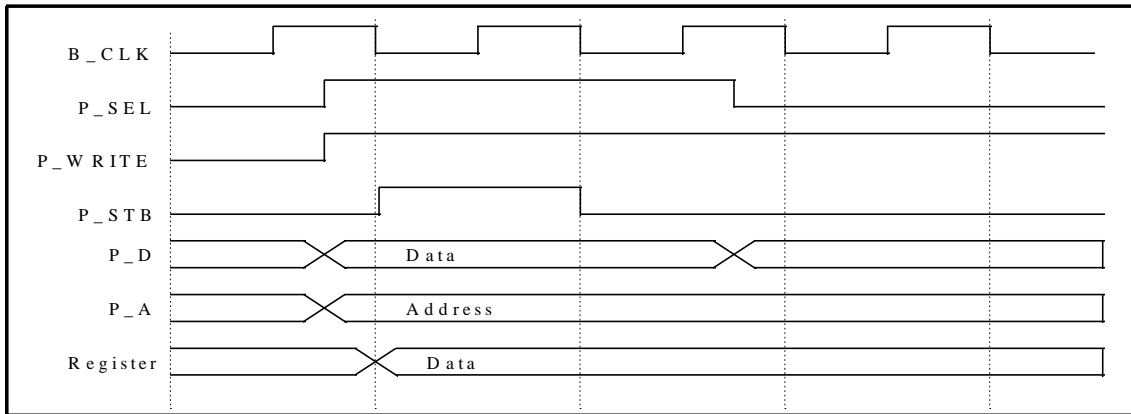 B_CLK
P_SEL
P_WRITE
P_STB
P_D Data
P_A Address
Register Data